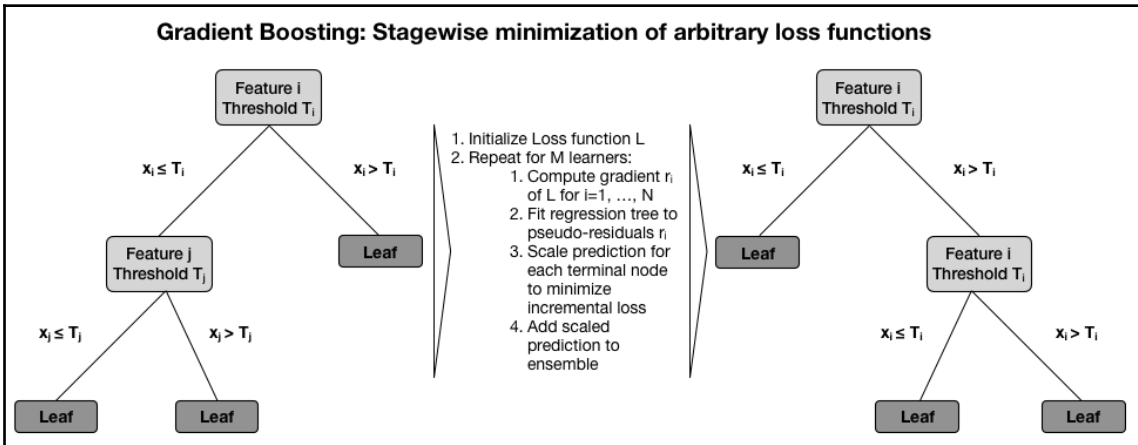 Gradient Boosting: Stagewise minimization of arbitrary loss functions
Feature i
Threshold Tᵢ
xᵢ ≤ Tᵢ
xᵢ > Tᵢ
Feature j
Threshold Tⱼ
Leaf
xⱼ ≤ Tⱼ
xⱼ > Tⱼ
Leaf
Leaf
1. Initialize Loss function L
2. Repeat for M learners:
1. Compute gradient rᵢ
of L for i=1, ..., N
2. Fit regression tree to
pseudo-residuals rᵢ
3. Scale prediction for
each terminal node
to minimize
incremental loss
4. Add scaled
prediction to
ensemble
Feature i
Threshold Tᵢ
xᵢ ≤ Tᵢ
xᵢ > Tᵢ
Leaf
Feature i
Threshold Tᵢ
xᵢ ≤ Tᵢ
xᵢ > Tᵢ
Leaf
Leaf